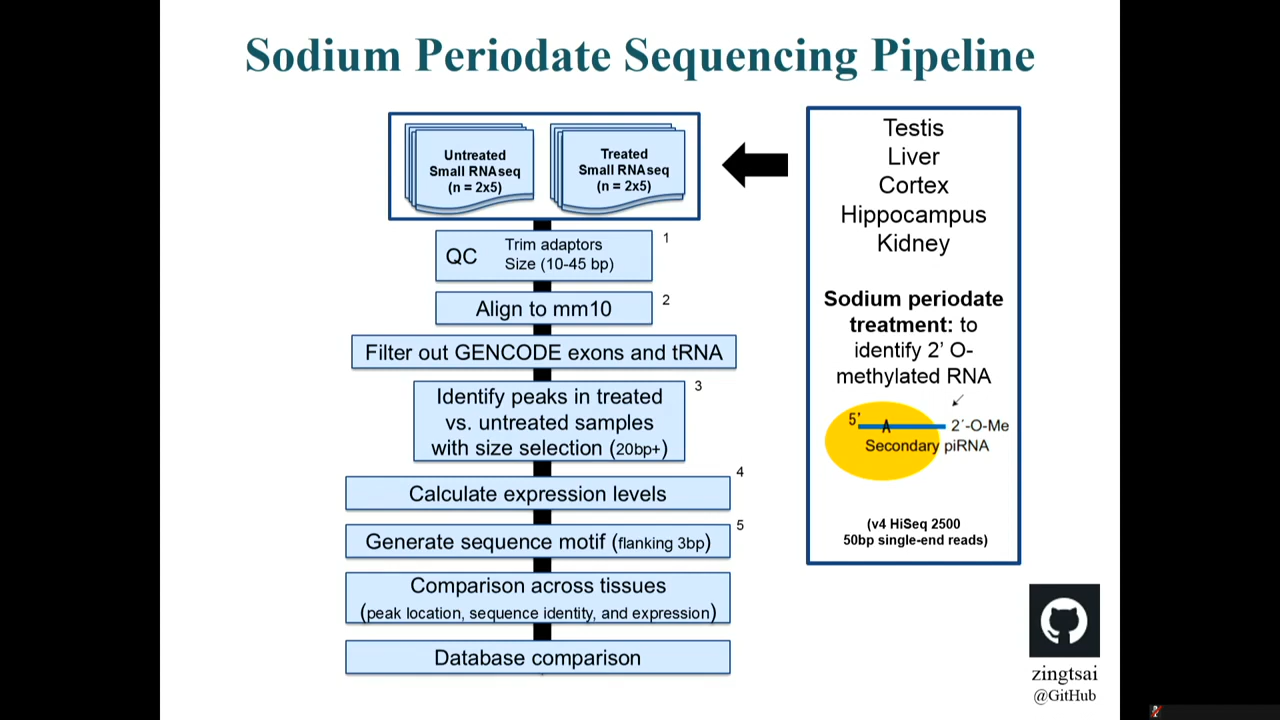 Sodium Periodate Sequencing Pipeline
Untreated
Small RNAseq
(n = 2x5)
Treated
Small RNAseq
(n = 2x5)
QC
Trim adaptors
Size (10-45 bp)
1
Align to mm10
2
Filter out GENCODE exons and tRNA
Identify peaks in treated
vs. untreated samples
with size selection (20bp+)
3
Calculate expression levels
4
Generate sequence motif (flanking 3bp)
5
Comparison across tissues
(peak location, sequence identity, and expression)
Database comparison
Testis
Liver
Cortex
Hippocampus
Kidney
Sodium periodate
treatment: to
identify 2’ O-
methylated RNA
5'
A
2´-O-Me
Secondary piRNA
(v4 HiSeq 2500
50bp single-end reads)
zingtsai
@GitHub